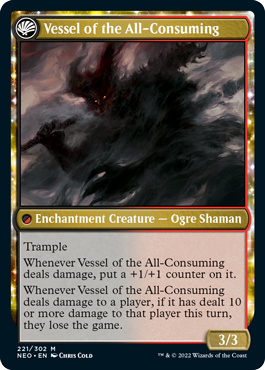 Vessel of the All-Consuming
Enchantment Creature — Ogre Shaman
Trample
Whenever Vessel of the All-Consuming
deals damage, put a +1/+1 counter on it.
Whenever Vessel of the All-Consuming
deals damage to a player, if it has dealt 10
or more damage to that player this turn,
they lose the game.
3/3
221/302 M
NEO • EN Chris Cold
™ & © 2022 Wizards of the Coast